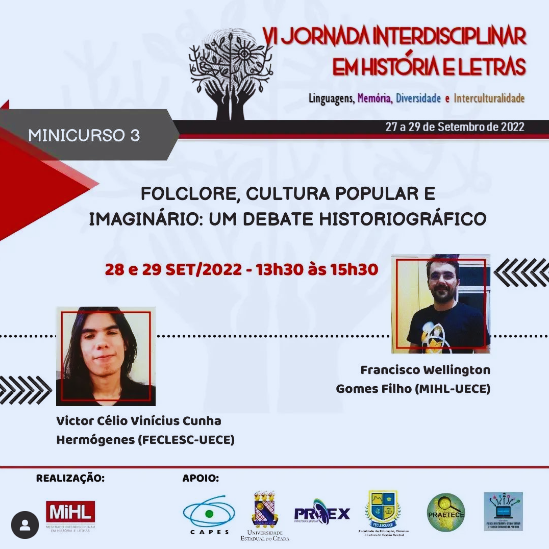 VI JORNADA INTERDISCIPLINAR
EM HISTÓRIA E LETRAS
Linguagens, Memória, Diversidade e Interculturalidade
27 a 29 de Setembro de 2022
MINICURSO 3
FOLCLORE, CULTURA POPULAR E
IMAGINÁRIO: UM DEBATE HISTORIOGRÁFICO
28 e 29 SET/2022 - 13h30 às 15h30
Francisco Wellington
Gomes Filho (MIHL-UECE)
Victor Célio Vinícius Cunha
Hermógenes (FECLESC-UECE)
REALIZAÇÃO:
APOIO:
MiHL
CAPES
UNIVERSIDADE
ESTADUAL DO CEARÁ
PROEX
PRAETECE